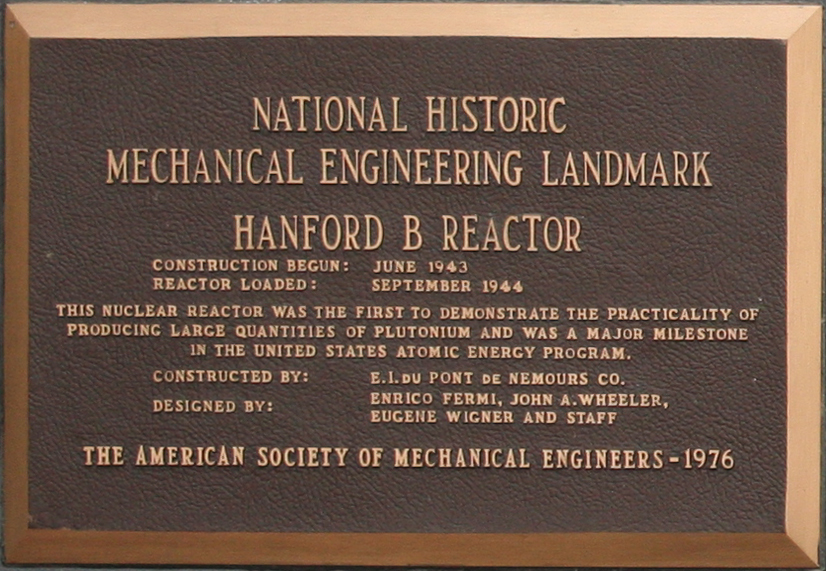 NATIONAL HISTORIC
MECHANICAL ENGINEERING LANDMARK
HANFORD B REACTOR
CONSTRUCTION BEGUN: JUNE 1943
REACTOR LOADED: SEPTEMBER 1944
THIS NUCLEAR REACTOR WAS THE FIRST TO DEMONSTRATE THE PRACTICALITY OF
PRODUCING LARGE QUANTITIES OF PLUTONIUM AND WAS A MAJOR MILESTONE
IN THE UNITED STATES ATOMIC ENERGY PROGRAM.
CONSTRUCTED BY: E.I.DU PONT DE NEMOURS CO.
DESIGNED BY: ENRICO FERMI, JOHN A.WHEELER,
EUGENE WIGNER AND STAFF
THE AMERICAN SOCIETY OF MECHANICAL ENGINEERS-1976